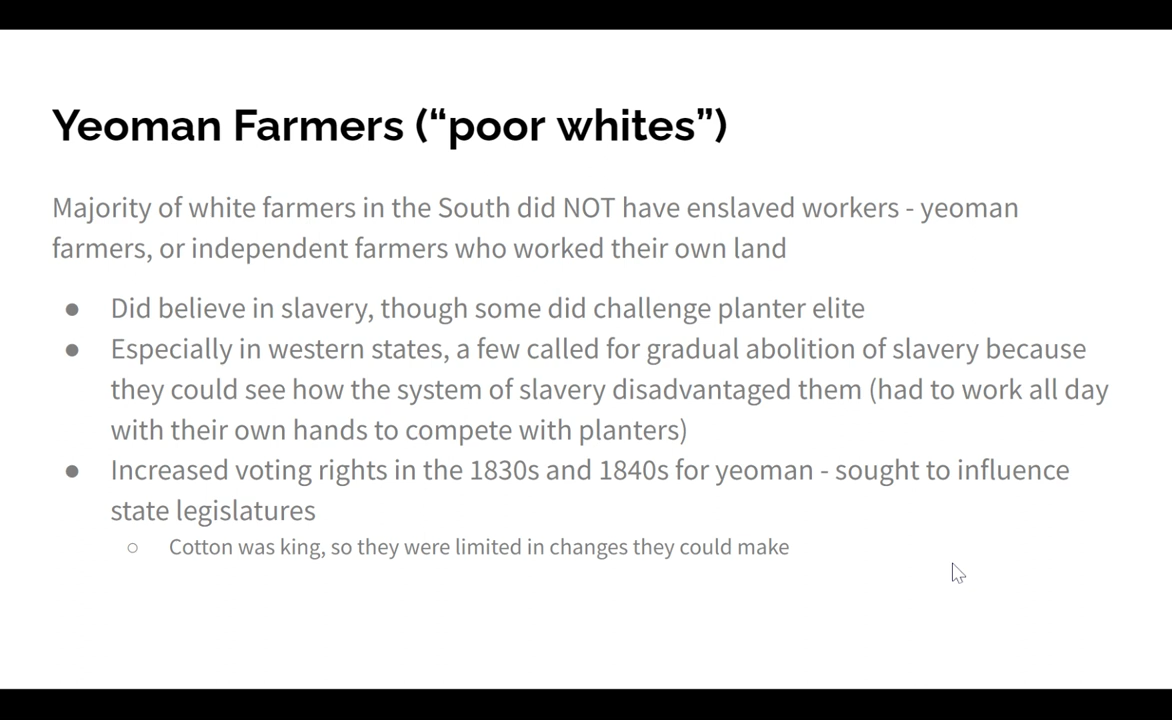 Yeoman Farmers (“poor whites”)
Majority of white farmers in the South did NOT have enslaved workers - yeoman
farmers, or independent farmers who worked their own land
● Did believe in slavery, though some did challenge planter elite
● Especially in western states, a few called for gradual abolition of slavery because
they could see how the system of slavery disadvantaged them (had to work all day
with their own hands to compete with planters)
● Increased voting rights in the 1830s and 1840s for yeoman - sought to influence
state legislatures
○ Cotton was king, so they were limited in changes they could make